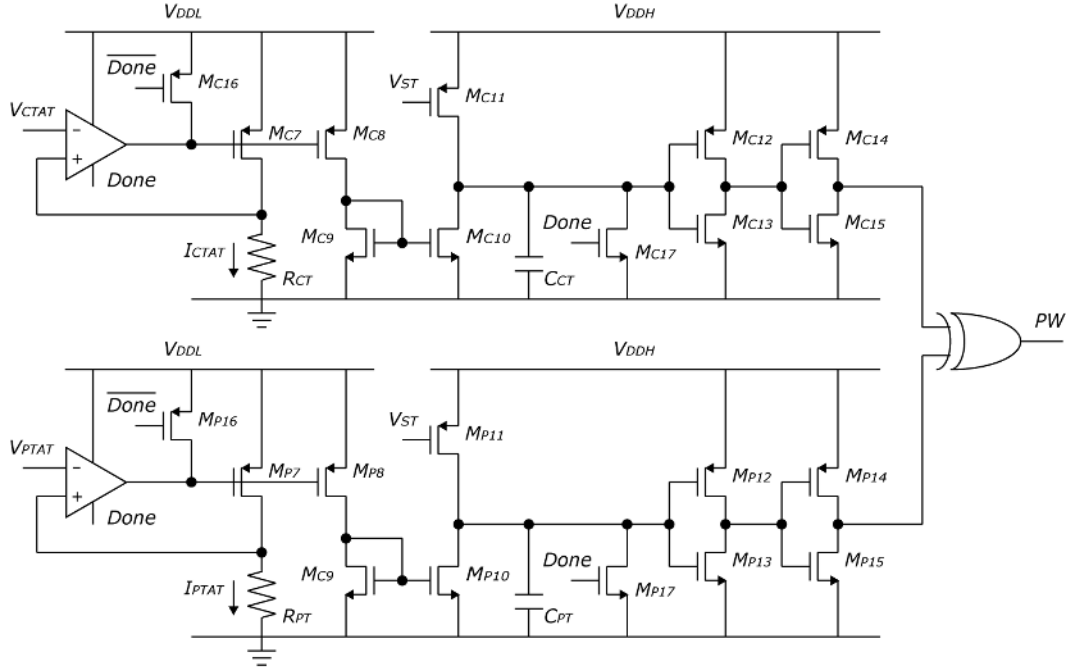 VDDL VDDH
Done MC16 VST MC11
VCTAT − MC7 MC8 MC12 MC14
+ Done
MC9 MC10 Done MC17 MC13 MC15
ICTAT RCT CCT
PW
VDDL VDDH
Done MP16 VST MP11
VPTAT − MP7 MP8 MP12 MP14
+ Done
MC9 MP10 Done MP17 MP13 MP15
IPTAT RPT CPT